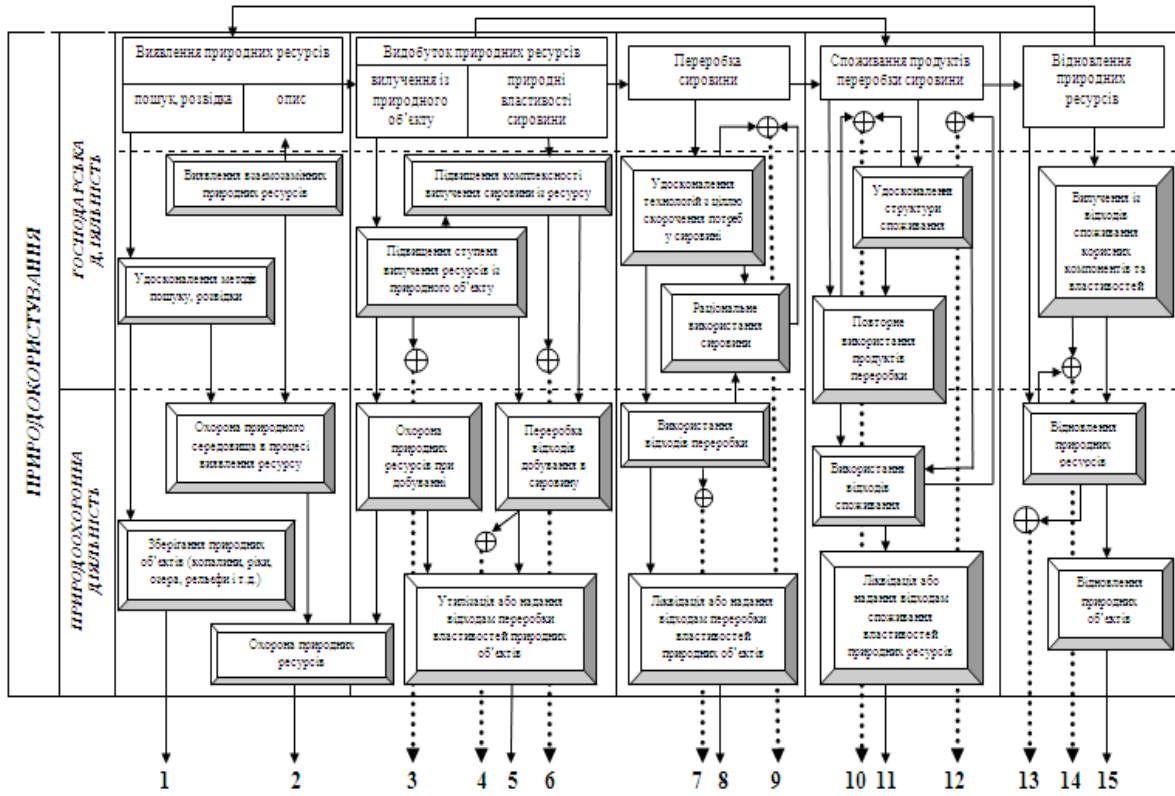 ПРИРОДОКОРИСТУВАННЯ
ГОСПОДАРСЬКА
ДІЯЛЬНІСТЬ
ПРИРОДООХОРОННА
ДІЯЛЬНІСТЬ
Виявлення природних ресурсів
пошук, розвідка
опис
Виявлення взаємозамінних
природних ресурсів
Удосконалення методів
пошуку, розвідки
Охорона природного
середовища в процесі
виявлення ресурсу
Зберігання природних
об'єктів (копалини, ріки,
озера, рельєфи і т.д.)
Охорона природних
ресурсів
Видобуток природних ресурсів
вилучення із
природного
об'єкту
природні
властивості
сировини
Підвищення комплексності
вилучення сировини із ресурсу
Підвищення ступеня
вилучення ресурсів із
природного об'єкту
Охорона
природних
ресурсів при
добуванні
Переробка
відходів
добування в
сировину
Утилізація або надання
відходам переробки
властивостей природних
об'єктів
Переробка
сировини
Удосконалення
технологій з ціллю
скорочення потреб
у сировині
Раціональне
використання
сировини
Використання
відходів переробки
Ліквідація або надання
відходам переробки
властивостей
природних об'єктів
Споживання продуктів
переробки сировини
Удосконалення
структури
споживання
Повторне
використання
продуктів
переробки
Використання
відходів
споживання
Ліквідація або
надання відходам
споживання
властивостей
природних ресурсів
Відновлення
природних
ресурсів
Вилучення із
відходів
споживання
корисних
компонентів та
властивостей
Відновлення
природних
ресурсів
Відновлення
природних
об'єктів
1 2 3 4 5 6 7 8 9 10 11 12 13 14 15